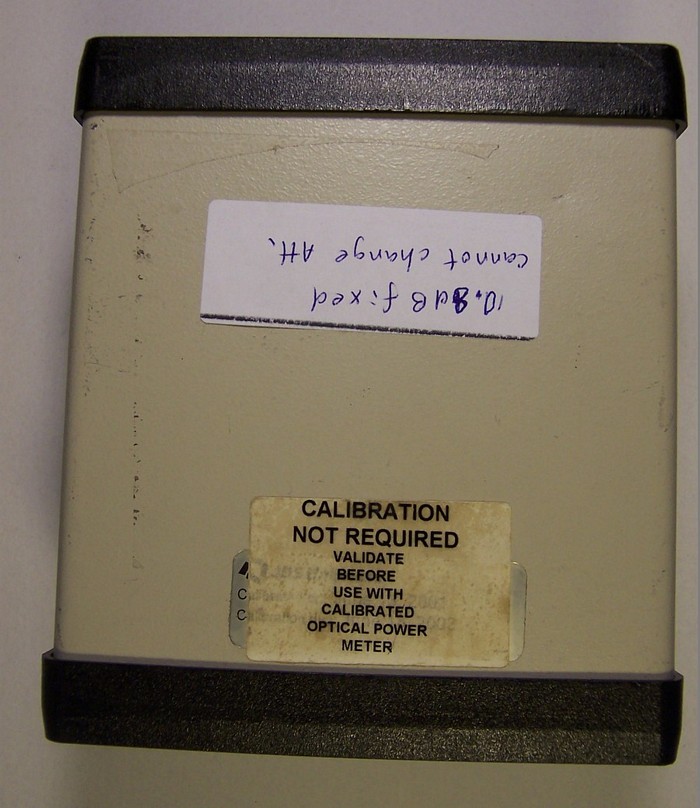 10.8dB fixed
cannot change Att.
CALIBRATION
NOT REQUIRED
VALIDATE
BEFORE
USE WITH
CALIBRATED
OPTICAL POWER
METER